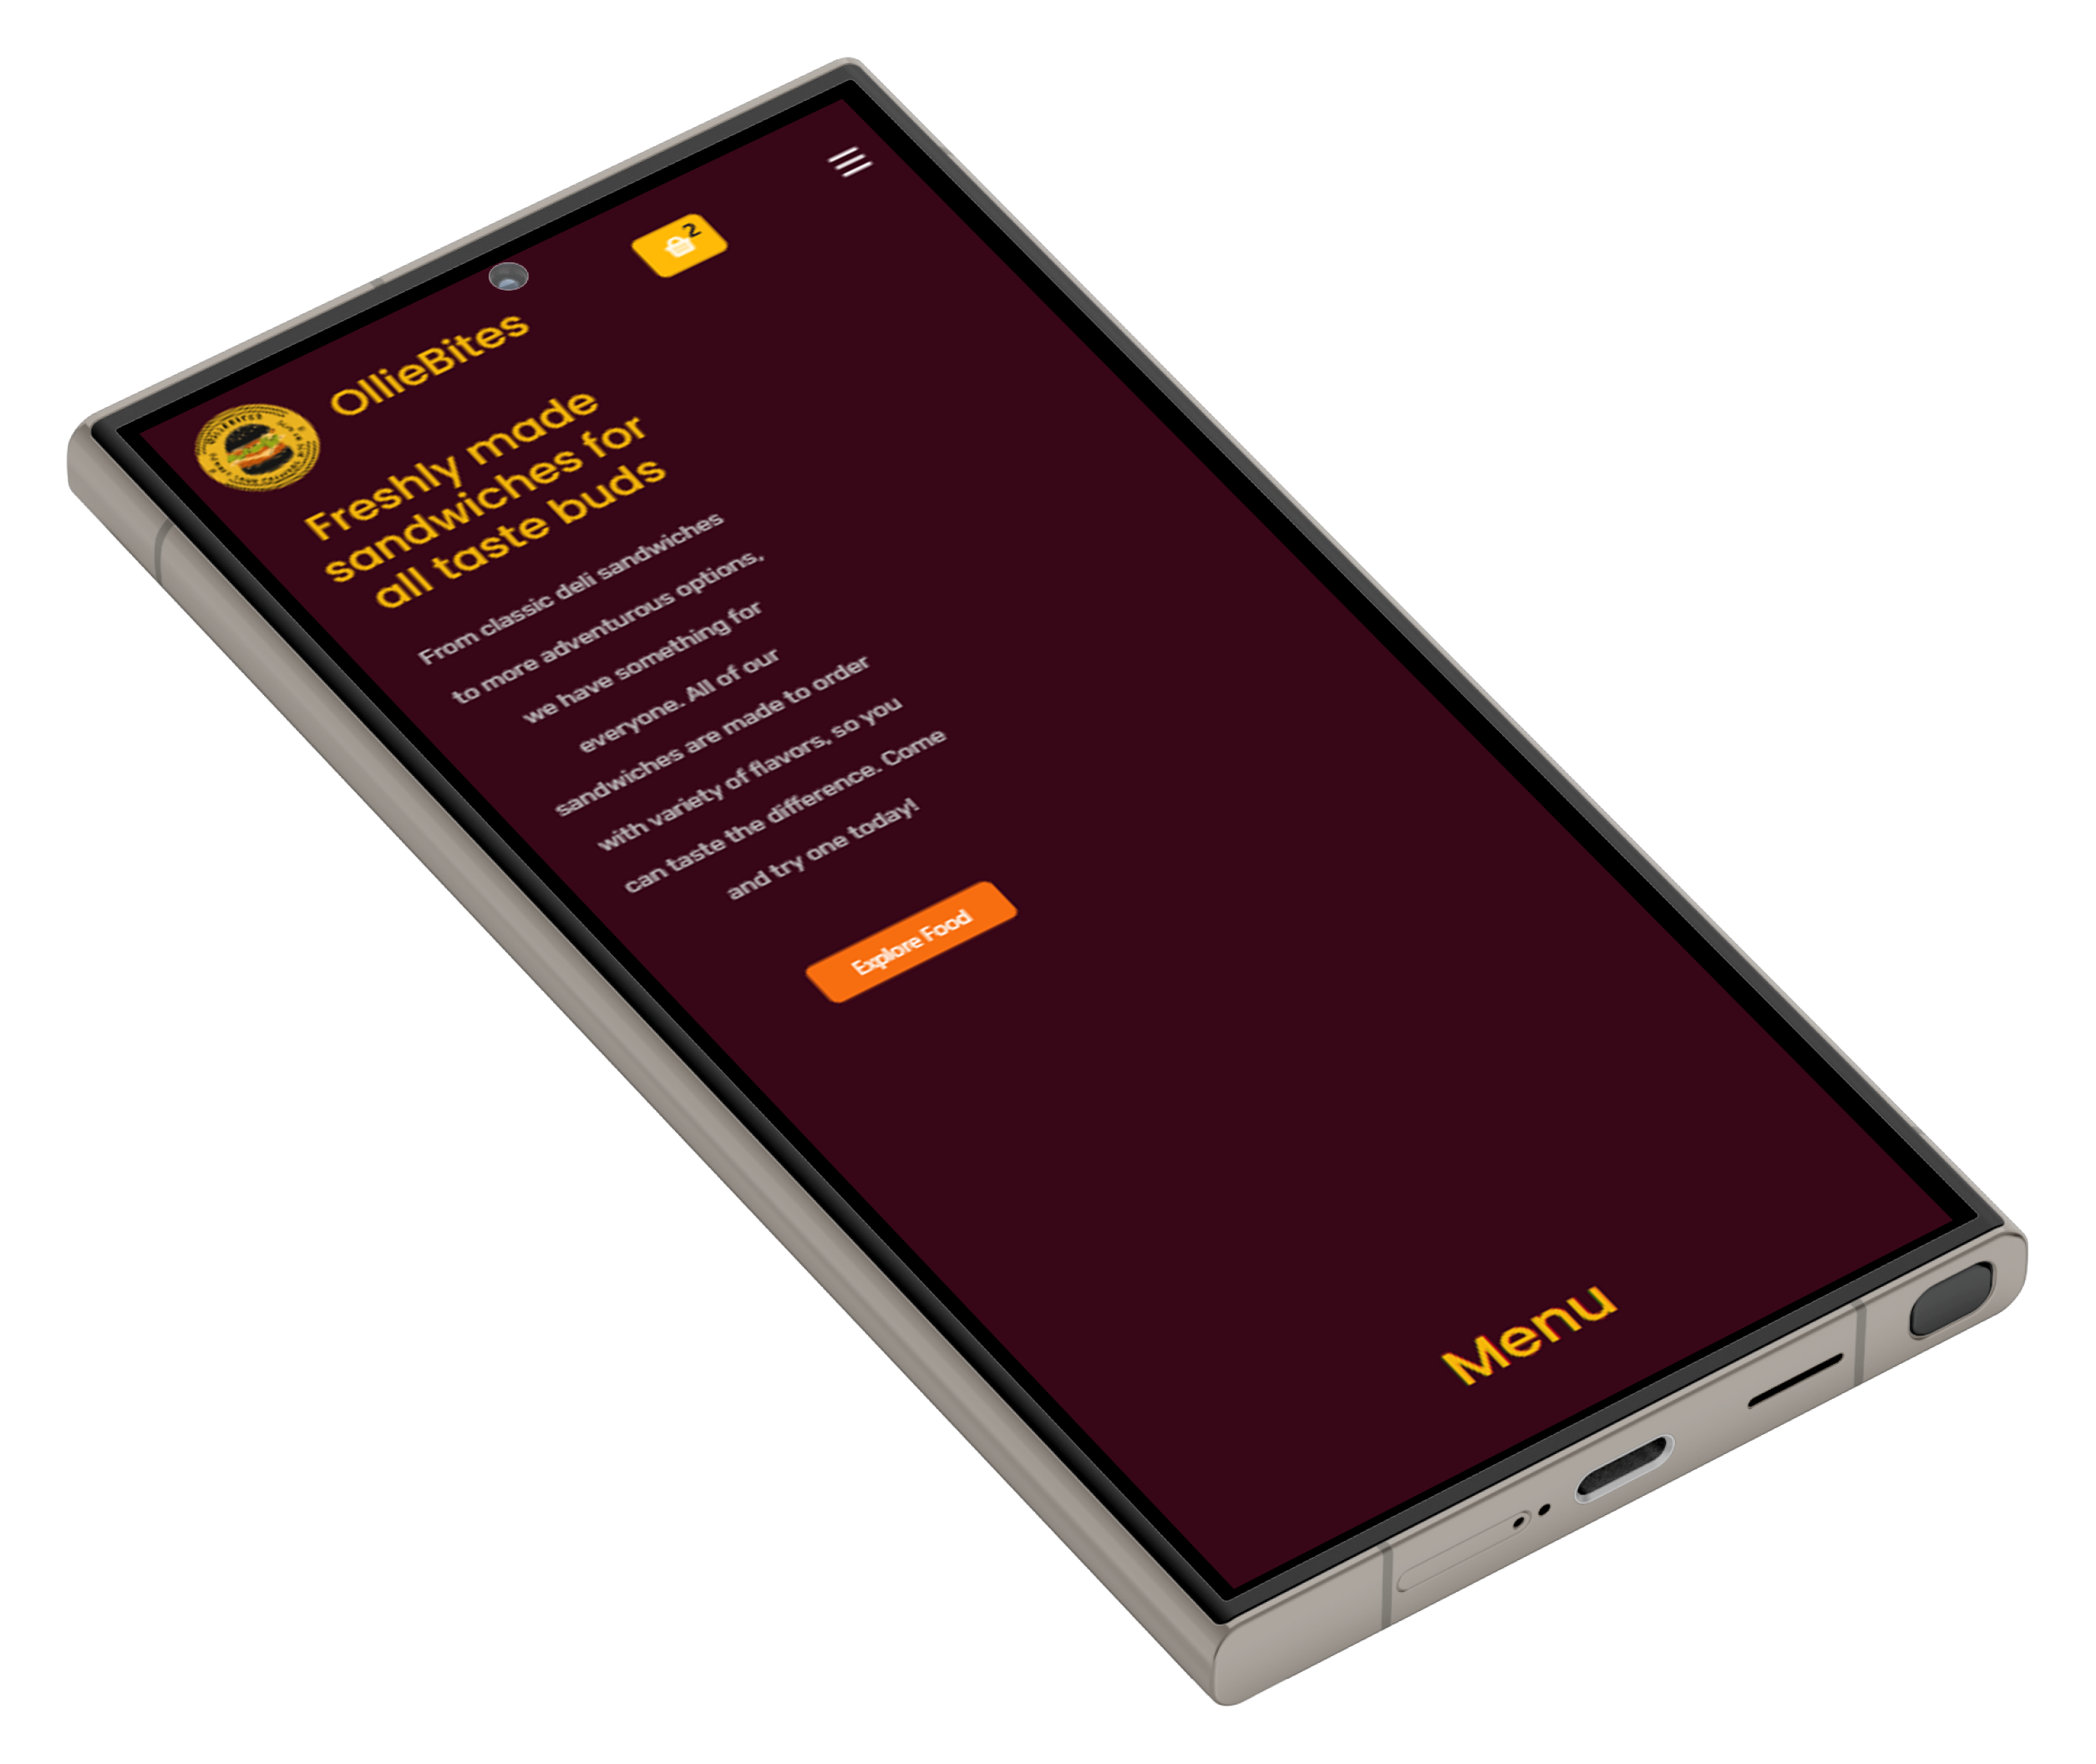 OllieBites
2
Freshly made
sandwiches for
all taste buds
From classic deli sandwiches
to more adventurous options,
we have something for
everyone. All of our
sandwiches are made to order
with variety of flavors, so you
can taste the difference. Come
and try one today!
Explore Food
Menu